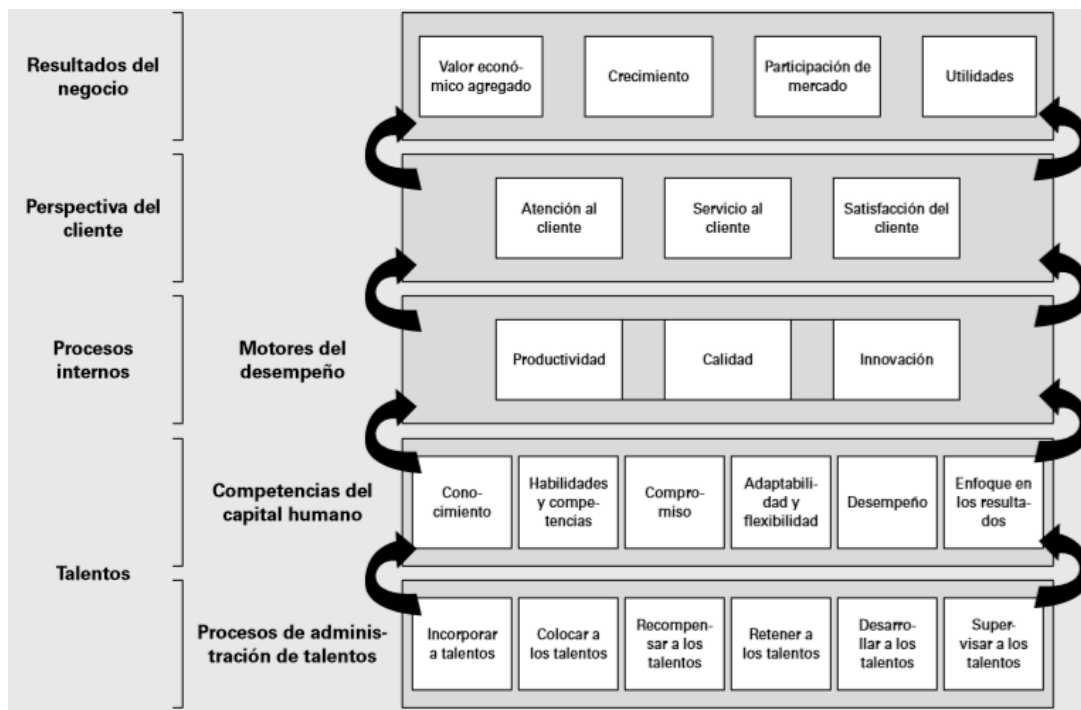 Resultados del
negocio
Valor econó-
mico agregado
Crecimiento
Participación de
mercado
Utilidades
Perspectiva del
cliente
Atención al
cliente
Servicio al
cliente
Satisfacción del
cliente
Procesos
internos
Motores del
desempeño
Productividad
Calidad
Innovación
Talentos
Competencias del
capital humano
Cono-
cimiento
Habilidades
y compe-
tencias
Compro-
miso
Adaptabili-
dad y
flexibilidad
Desempeño
Enfoque en
los resulta-
dos
Procesos de adminis-
tración de talentos
Incorporar
a talentos
Colocar a
los talentos
Recompen-
sar a los
talentos
Retener a
los talentos
Desarro-
llar a los
talentos
Super-
visar a los
talentos